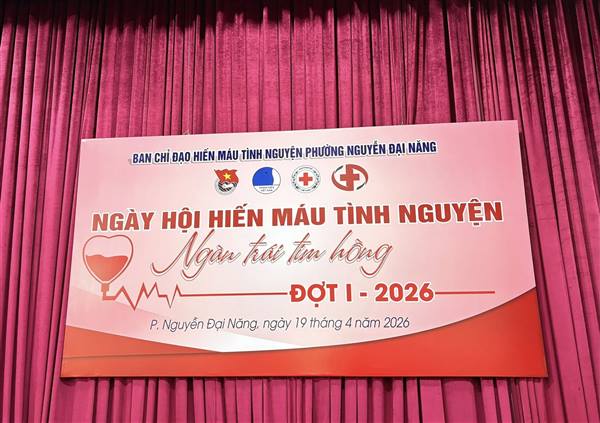 BAN CHỈ ĐẠO HIẾN MÁU TÌNH NGUYỆN PHƯỜNG NGUYỄN ĐẠI NĂNG
NGÀY HỘI HIẾN MÁU TÌNH NGUYỆN
Ngàn trái tim hồng
ĐỢT I - 2026
P. Nguyễn Đại Năng, ngày 19 tháng 4 năm 2026